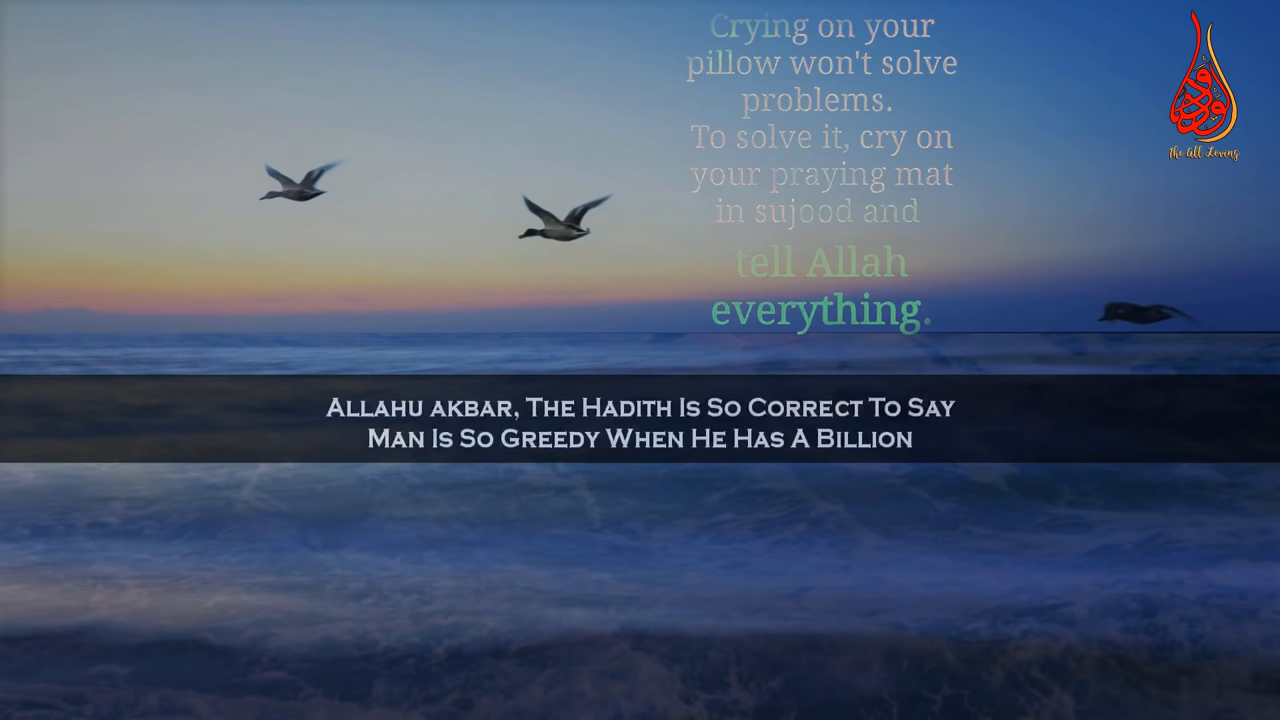 Crying on your
pillow won't solve
problems.
To solve it, cry on
your praying mat
in sujood and
tell Allah
everything.
الودود
The All Loving
ALLAHU AKBAR, THE HADITH IS SO CORRECT TO SAY
MAN IS SO GREEDY WHEN HE HAS A BILLION